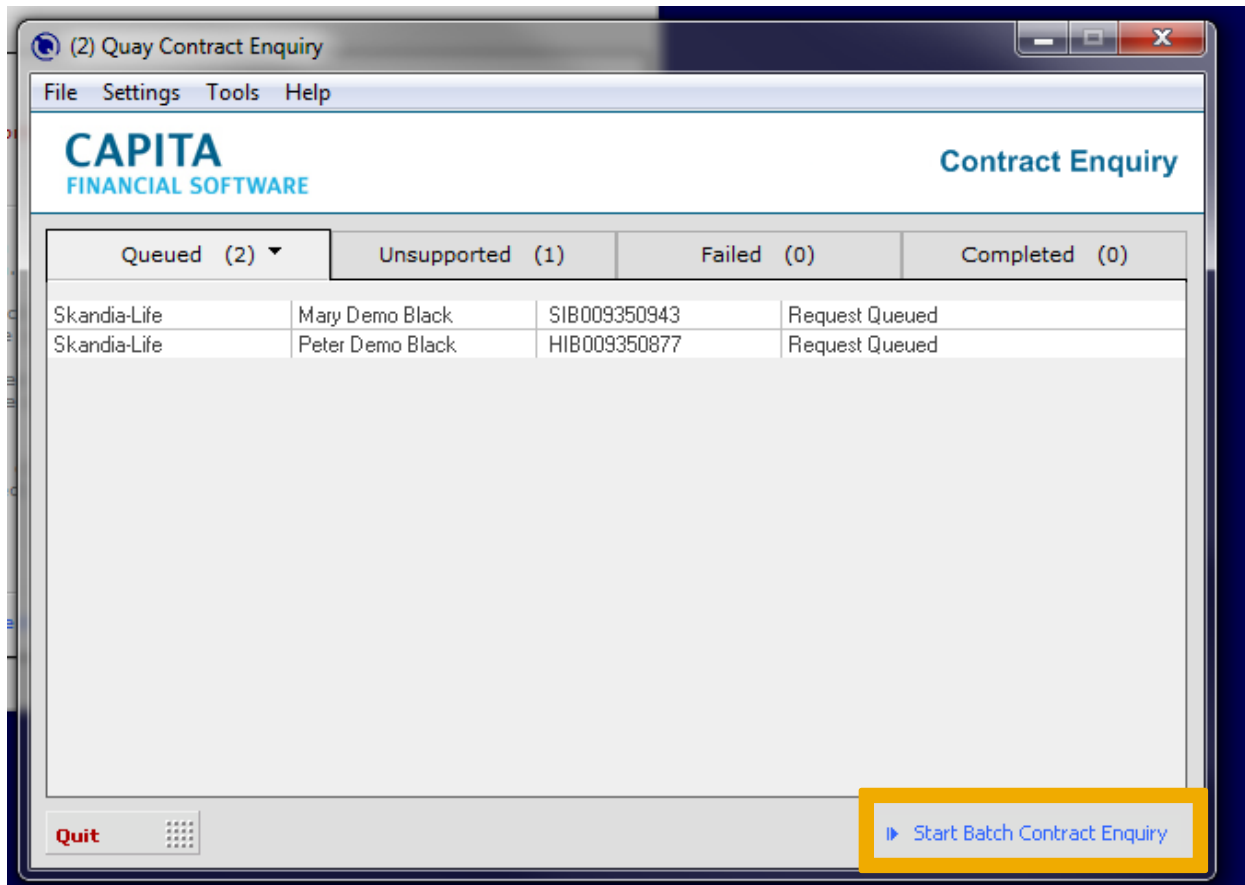 (2) Quay Contract Enquiry
File Settings Tools Help
CAPITA
FINANCIAL SOFTWARE
Contract Enquiry
Queued (2) Unsupported (1) Failed (0) Completed (0)
Skandia-Life Mary Demo Black SIB009350943 Request Queued
Skandia-Life Peter Demo Black HIB009350877 Request Queued
Quit
Start Batch Contract Enquiry